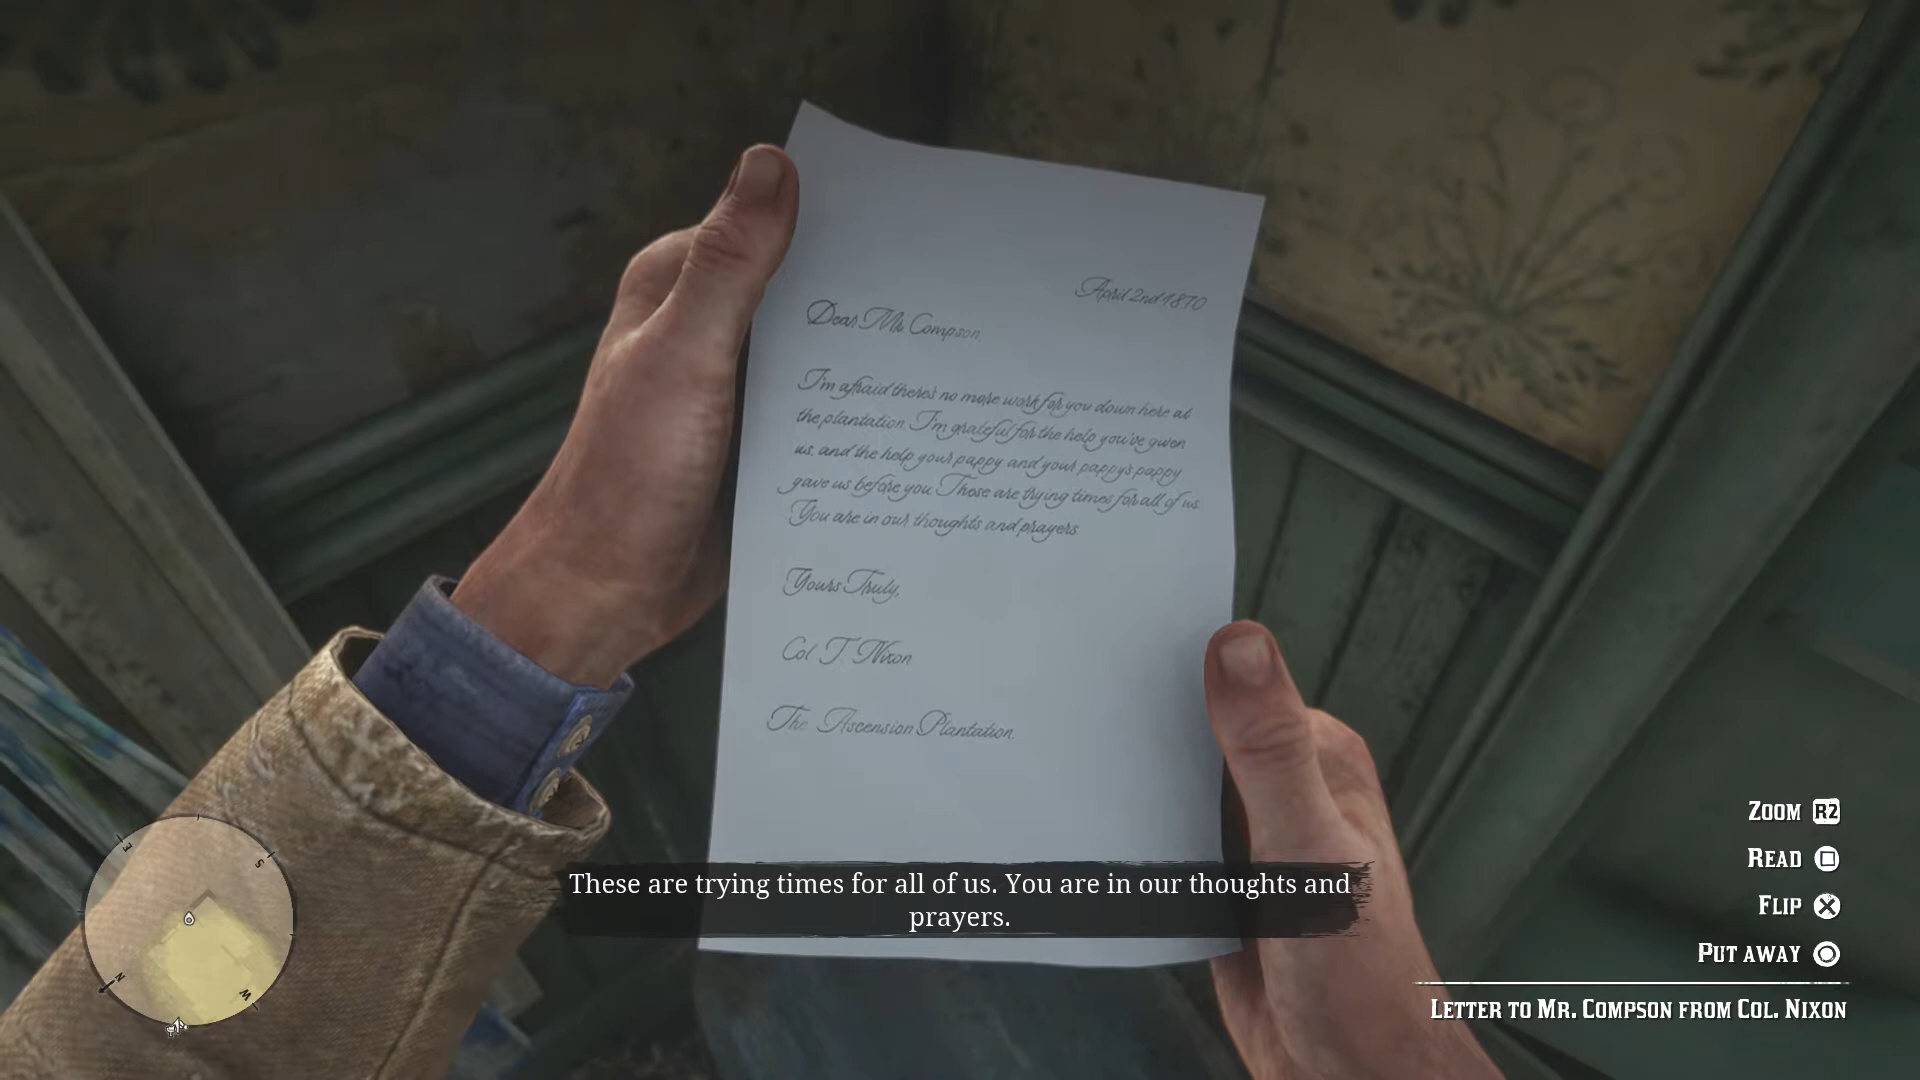 April 2nd 1870
Dear Mr. Compson,
I'm afraid there's no more work for you down here at
the plantation. I'm grateful for the help you've given
us, and the help your pappy and your pappy's pappy
gave us before you. These are trying times for all of us.
You are in our thoughts and prayers.
Yours Truly,
Col T. Nixon
The Ascension Plantation.
These are trying times for all of us. You are in our thoughts and
prayers.
ZOOM R2
READ
FLIP
PUT AWAY
LETTER TO MR. COMPSON FROM COL. NIXON
E
S
N
W